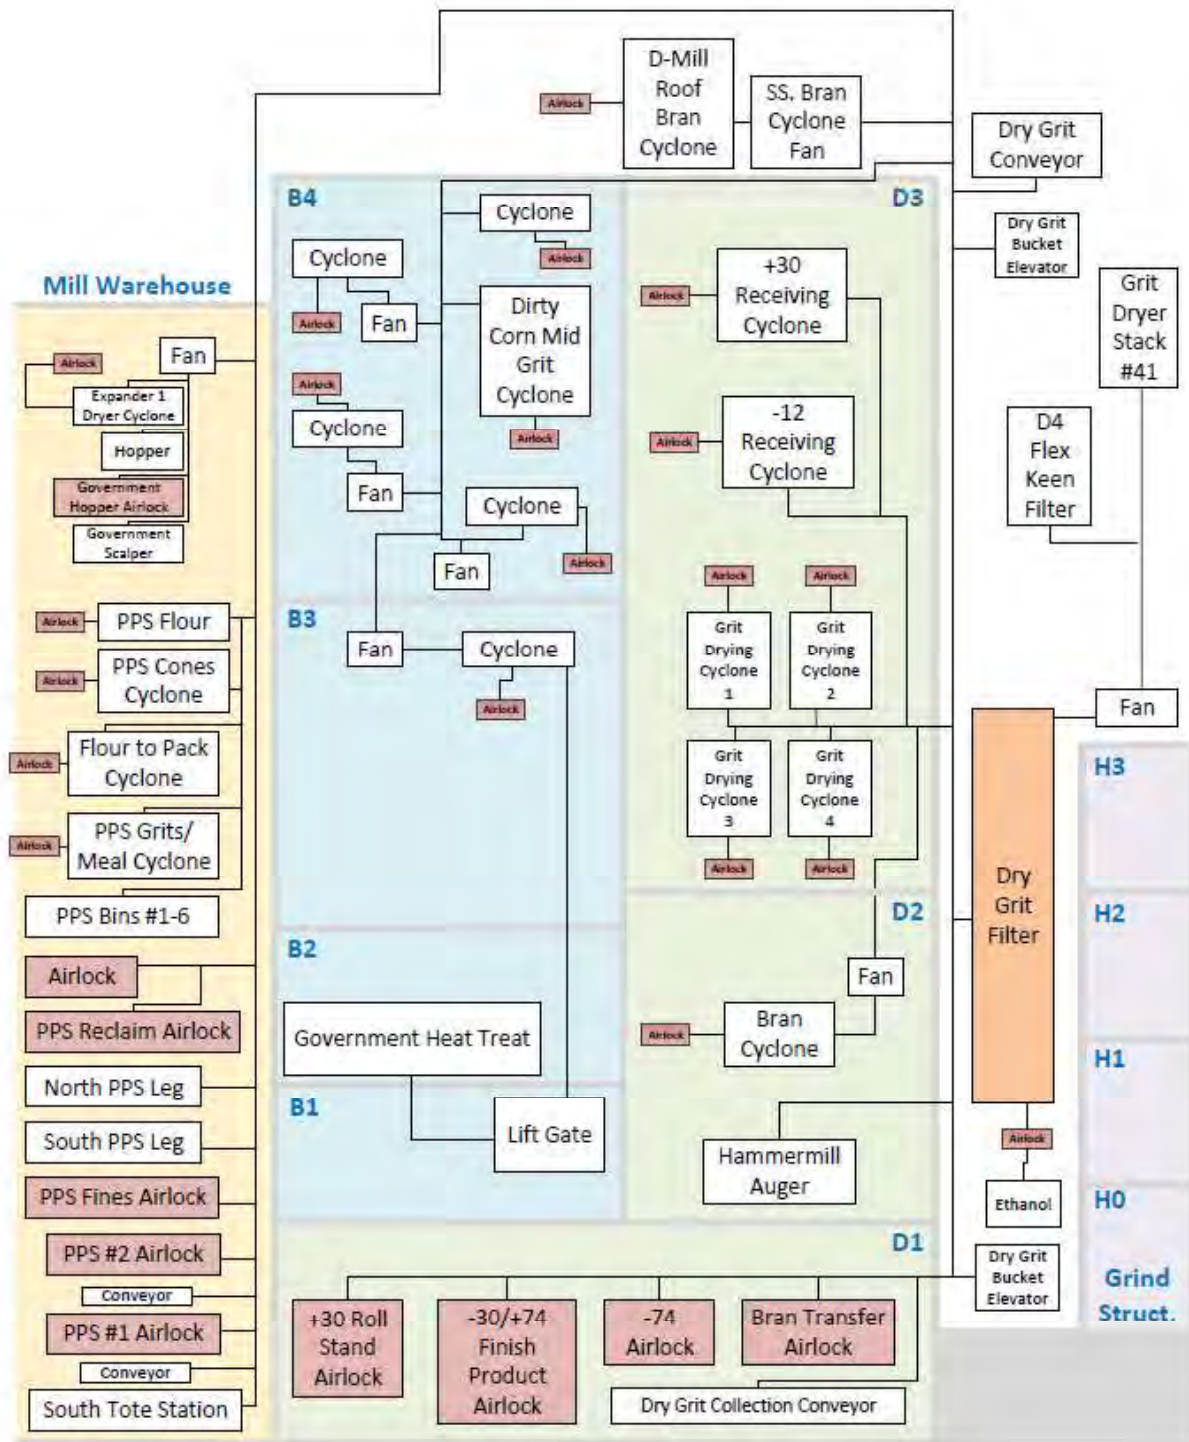 D-Mill
Roof
Bran
Cyclone
Airlock
SS. Bran
Cyclone
Fan
Dry Grit
Conveyor
Dry Grit
Bucket
Elevator
Grit
Dryer
Stack
#41
D4
Flex
Keen
Filter
Fan
Mill Warehouse
Fan
Airlock
Expander 1
Dryer Cyclone
Hopper
Government
Hopper Airlock
Government
Scalper
Airlock
PPS Flour
Airlock
PPS Cones
Cyclone
Airlock
Flour to Pack
Cyclone
Airlock
PPS Grits/
Meal Cyclone
PPS Bins #1-6
Airlock
PPS Reclaim Airlock
North PPS Leg
South PPS Leg
PPS Fines Airlock
PPS #2 Airlock
Conveyor
PPS #1 Airlock
Conveyor
South Tote Station
B4
Cyclone
Airlock
Cyclone
Airlock
Fan
Dirty
Corn Mid
Grit
Cyclone
Airlock
Airlock
Cyclone
Fan
Cyclone
Airlock
Fan
B3
Fan
Cyclone
Airlock
B2
Government Heat Treat
B1
Lift Gate
D3
+30
Receiving
Cyclone
Airlock
-12
Receiving
Cyclone
Airlock
Airlock
Airlock
Grit
Drying
Cyclone
1
Grit
Drying
Cyclone
2
Grit
Drying
Cyclone
3
Grit
Drying
Cyclone
4
Airlock
Airlock
D2
Fan
Airlock
Bran
Cyclone
Hammermill
Auger
D1
+30 Roll
Stand
Airlock
-30/+74
Finish
Product
Airlock
-74
Airlock
Bran Transfer
Airlock
Dry Grit Collection Conveyor
Dry
Grit
Filter
Airlock
Ethanol
Dry Grit
Bucket
Elevator
H3
H2
H1
H0
Grind
Struct.